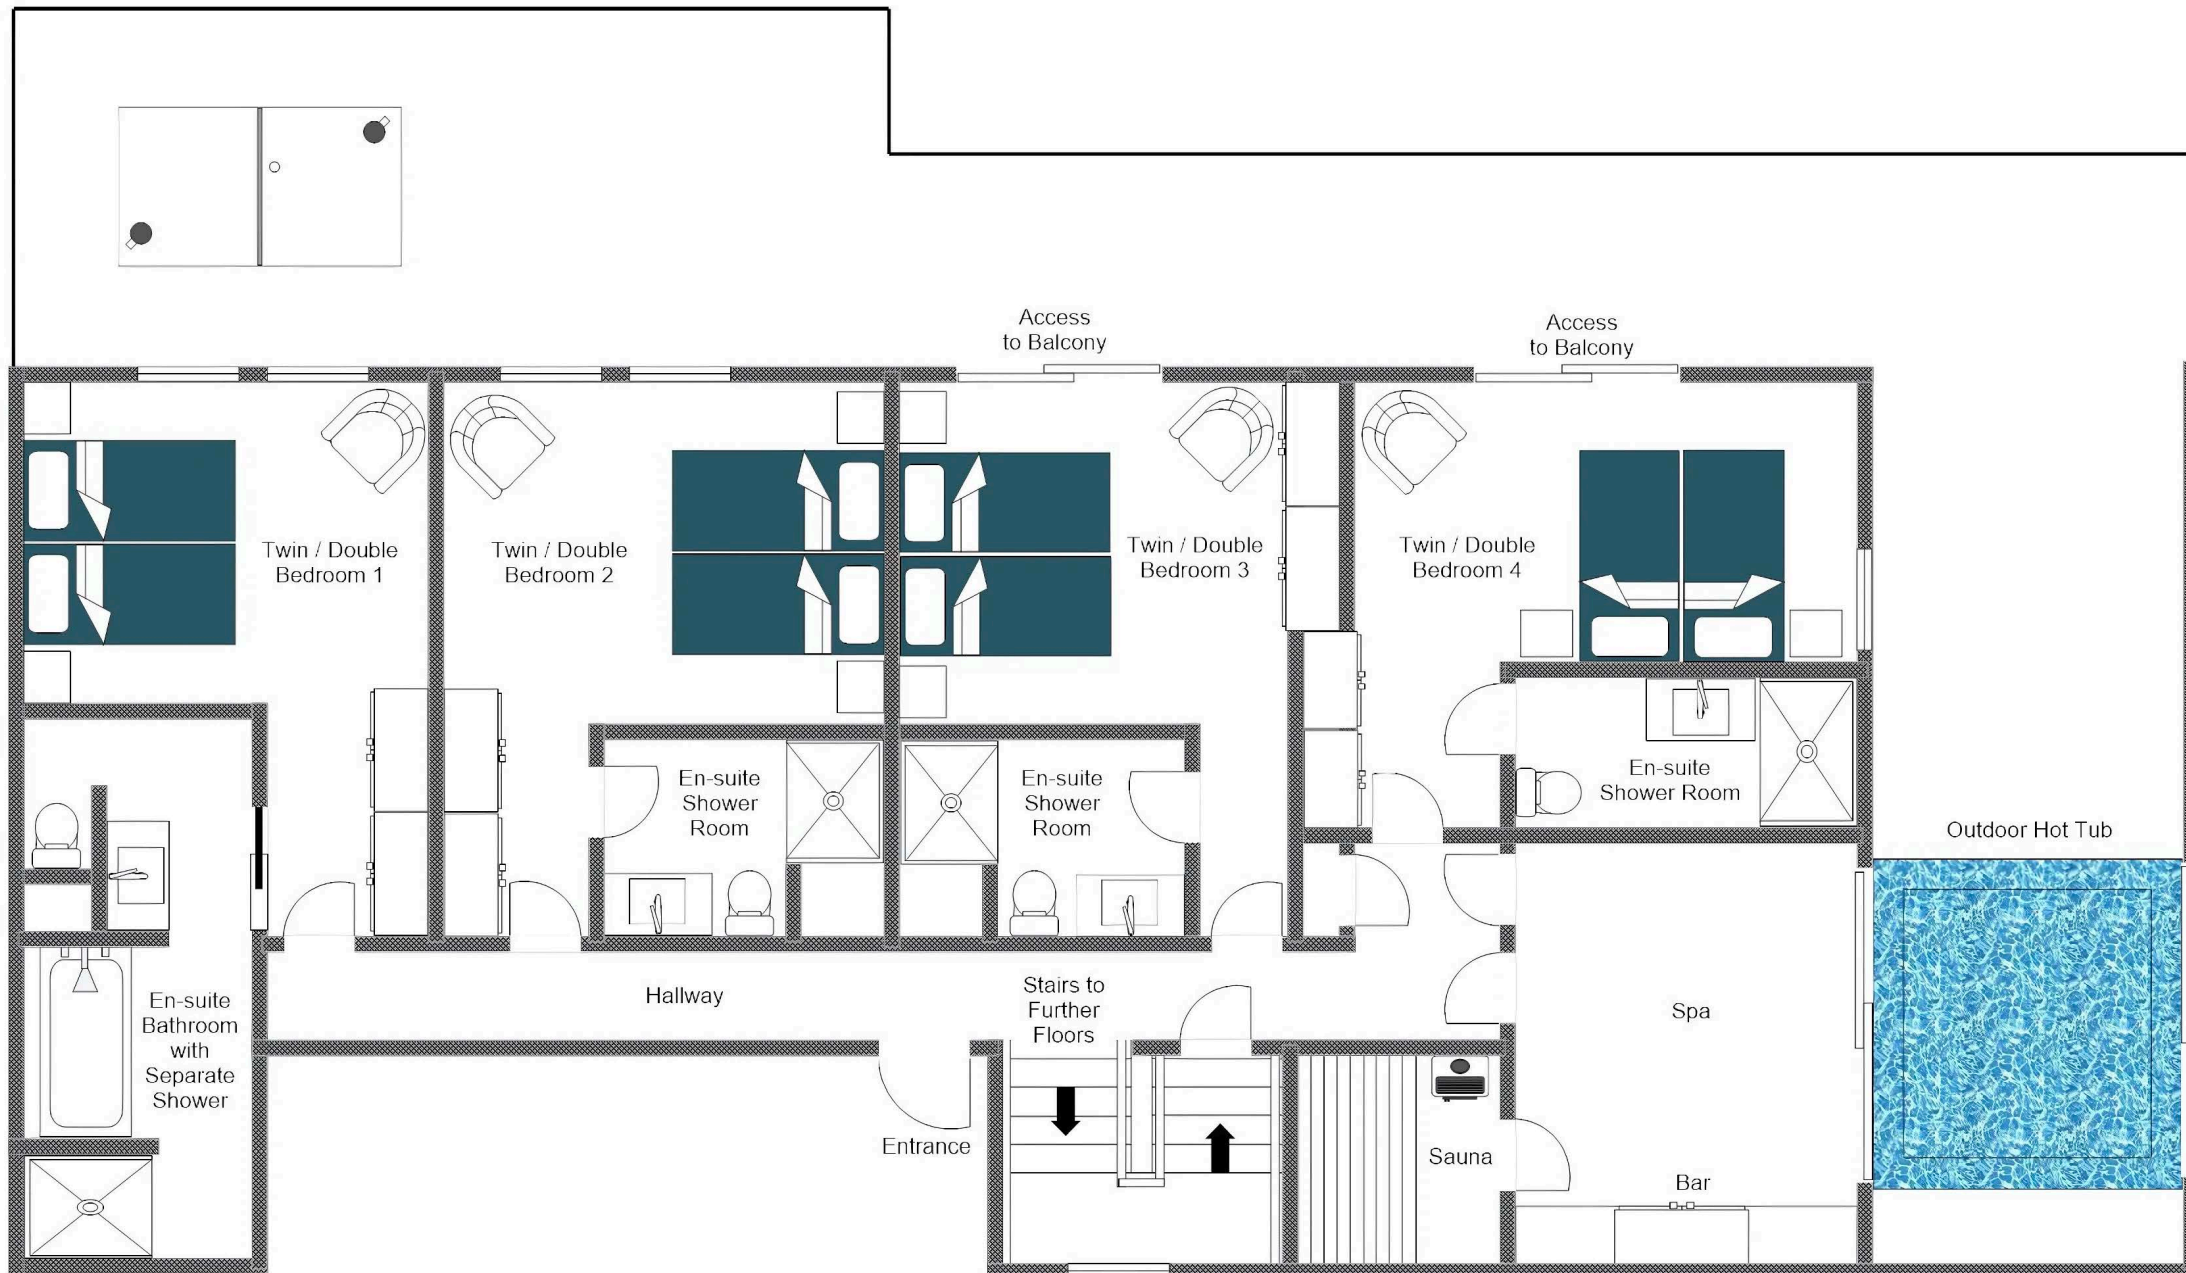 Access
to Balcony
Access
to Balcony
Twin / Double
Bedroom 1
Twin / Double
Bedroom 2
Twin / Double
Bedroom 3
Twin / Double
Bedroom 4
En-suite
Shower
Room
En-suite
Shower
Room
En-suite
Shower Room
Outdoor Hot Tub
En-suite
Bathroom
with
Separate
Shower
Hallway
Stairs to
Further
Floors
Spa
Entrance
Sauna
Bar